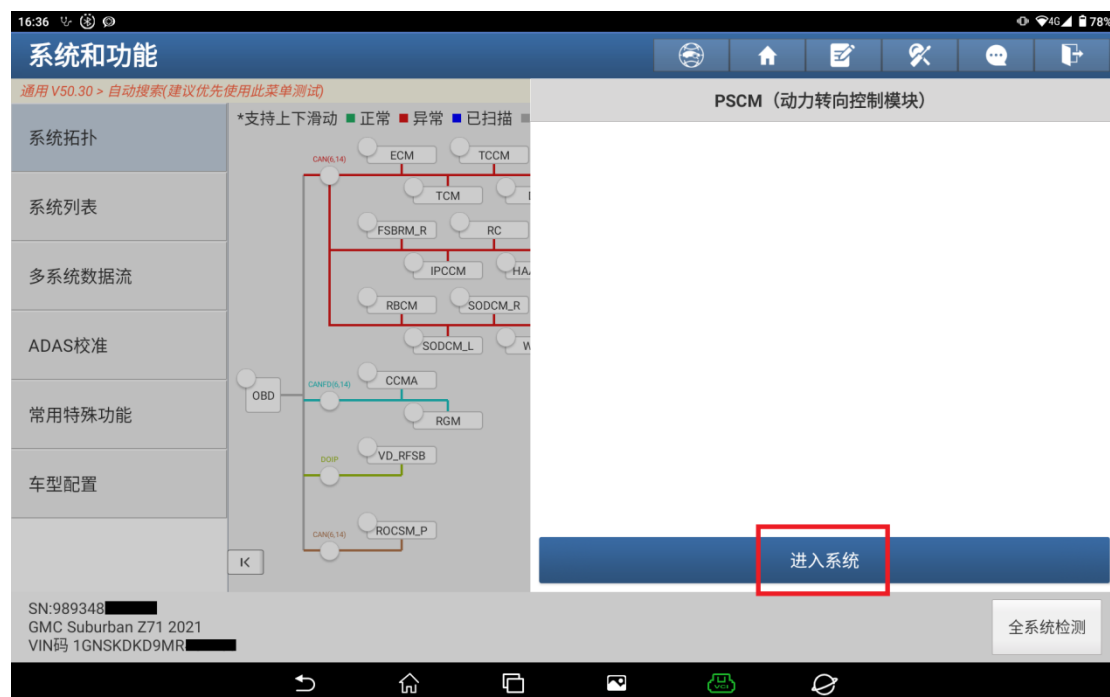 16:36
4G 78%
系统和功能
通用 V50.30 > 自动搜索(建议优先使用此菜单测试)
系统拓扑
系统列表
多系统数据流
ADAS校准
常用特殊功能
车型配置
*支持上下滑动 正常 异常 已扫描
CAN(6,14)
ECM
TCCM
TCM
FSBRM_R
RC
IPCCM
HA
RBCM
SODCM_R
SODCM_L
W
OBD
CANFD(6,14)
CCMA
RGM
DOIP
VD_RFSB
CAN(6,14)
ROCSM_P
PSCM（动力转向控制模块）
进入系统
SN:989348
GMC Suburban Z71 2021
VIN码 1GNSKDKD9MR
全系统检测
VCI